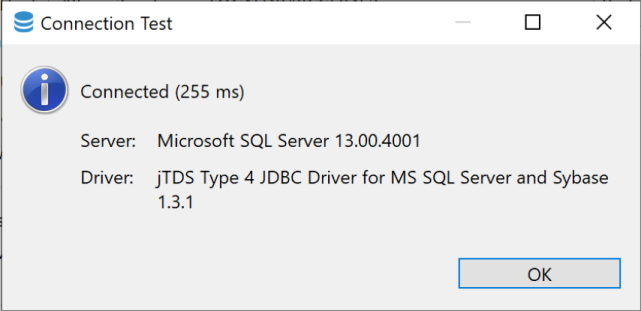 Connection Test
Connected (255 ms)
Server: Microsoft SQL Server 13.00.4001
Driver: jTDS Type 4 JDBC Driver for MS SQL Server and Sybase
1.3.1
OK